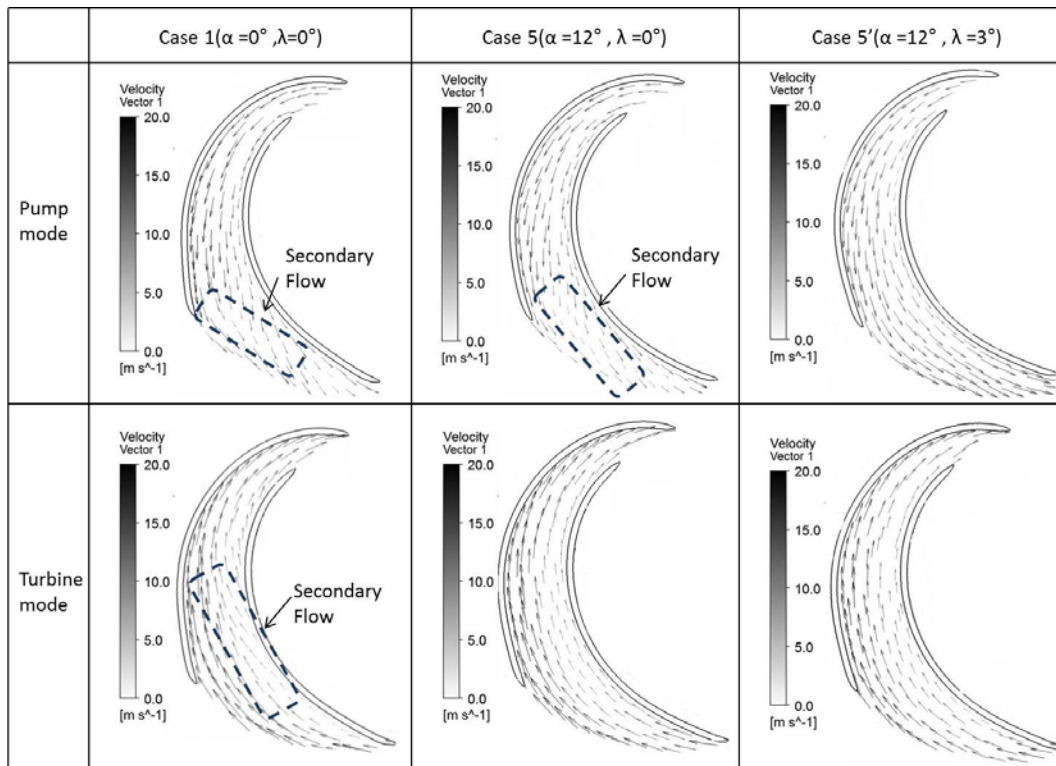 Case 1(α =0° ,λ=0°)
Case 5(α =12° , λ =0°)
Case 5'(α =12° , λ =3°)
Pump
mode
Velocity
Vector 1
20.0
15.0
10.0
5.0
0.0
[m s^-1]
Secondary
Flow
Velocity
Vector 1
20.0
15.0
10.0
5.0
0.0
[m s^-1]
Secondary
Flow
Velocity
Vector 1
20.0
15.0
10.0
5.0
0.0
[m s^-1]
Turbine
mode
Velocity
Vector 1
20.0
15.0
10.0
5.0
0.0
[m s^-1]
Secondary
Flow
Velocity
Vector 1
20.0
15.0
10.0
5.0
0.0
[m s^-1]
Velocity
Vector 1
20.0
15.0
10.0
5.0
0.0
[m s^-1]